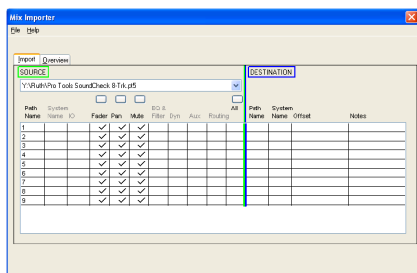 Mix Importer
File Help
Import Overview
SOURCE
DESTINATION
Y:\Ruth\Pro Tools SoundCheck 8-Trk.pt5
Path Name System Name IO Fader Pan Mute EQ & Filter Dyn Aux Routing All
Path Name System Name Offset Notes
1
2
3
4
5
6
7
8
9